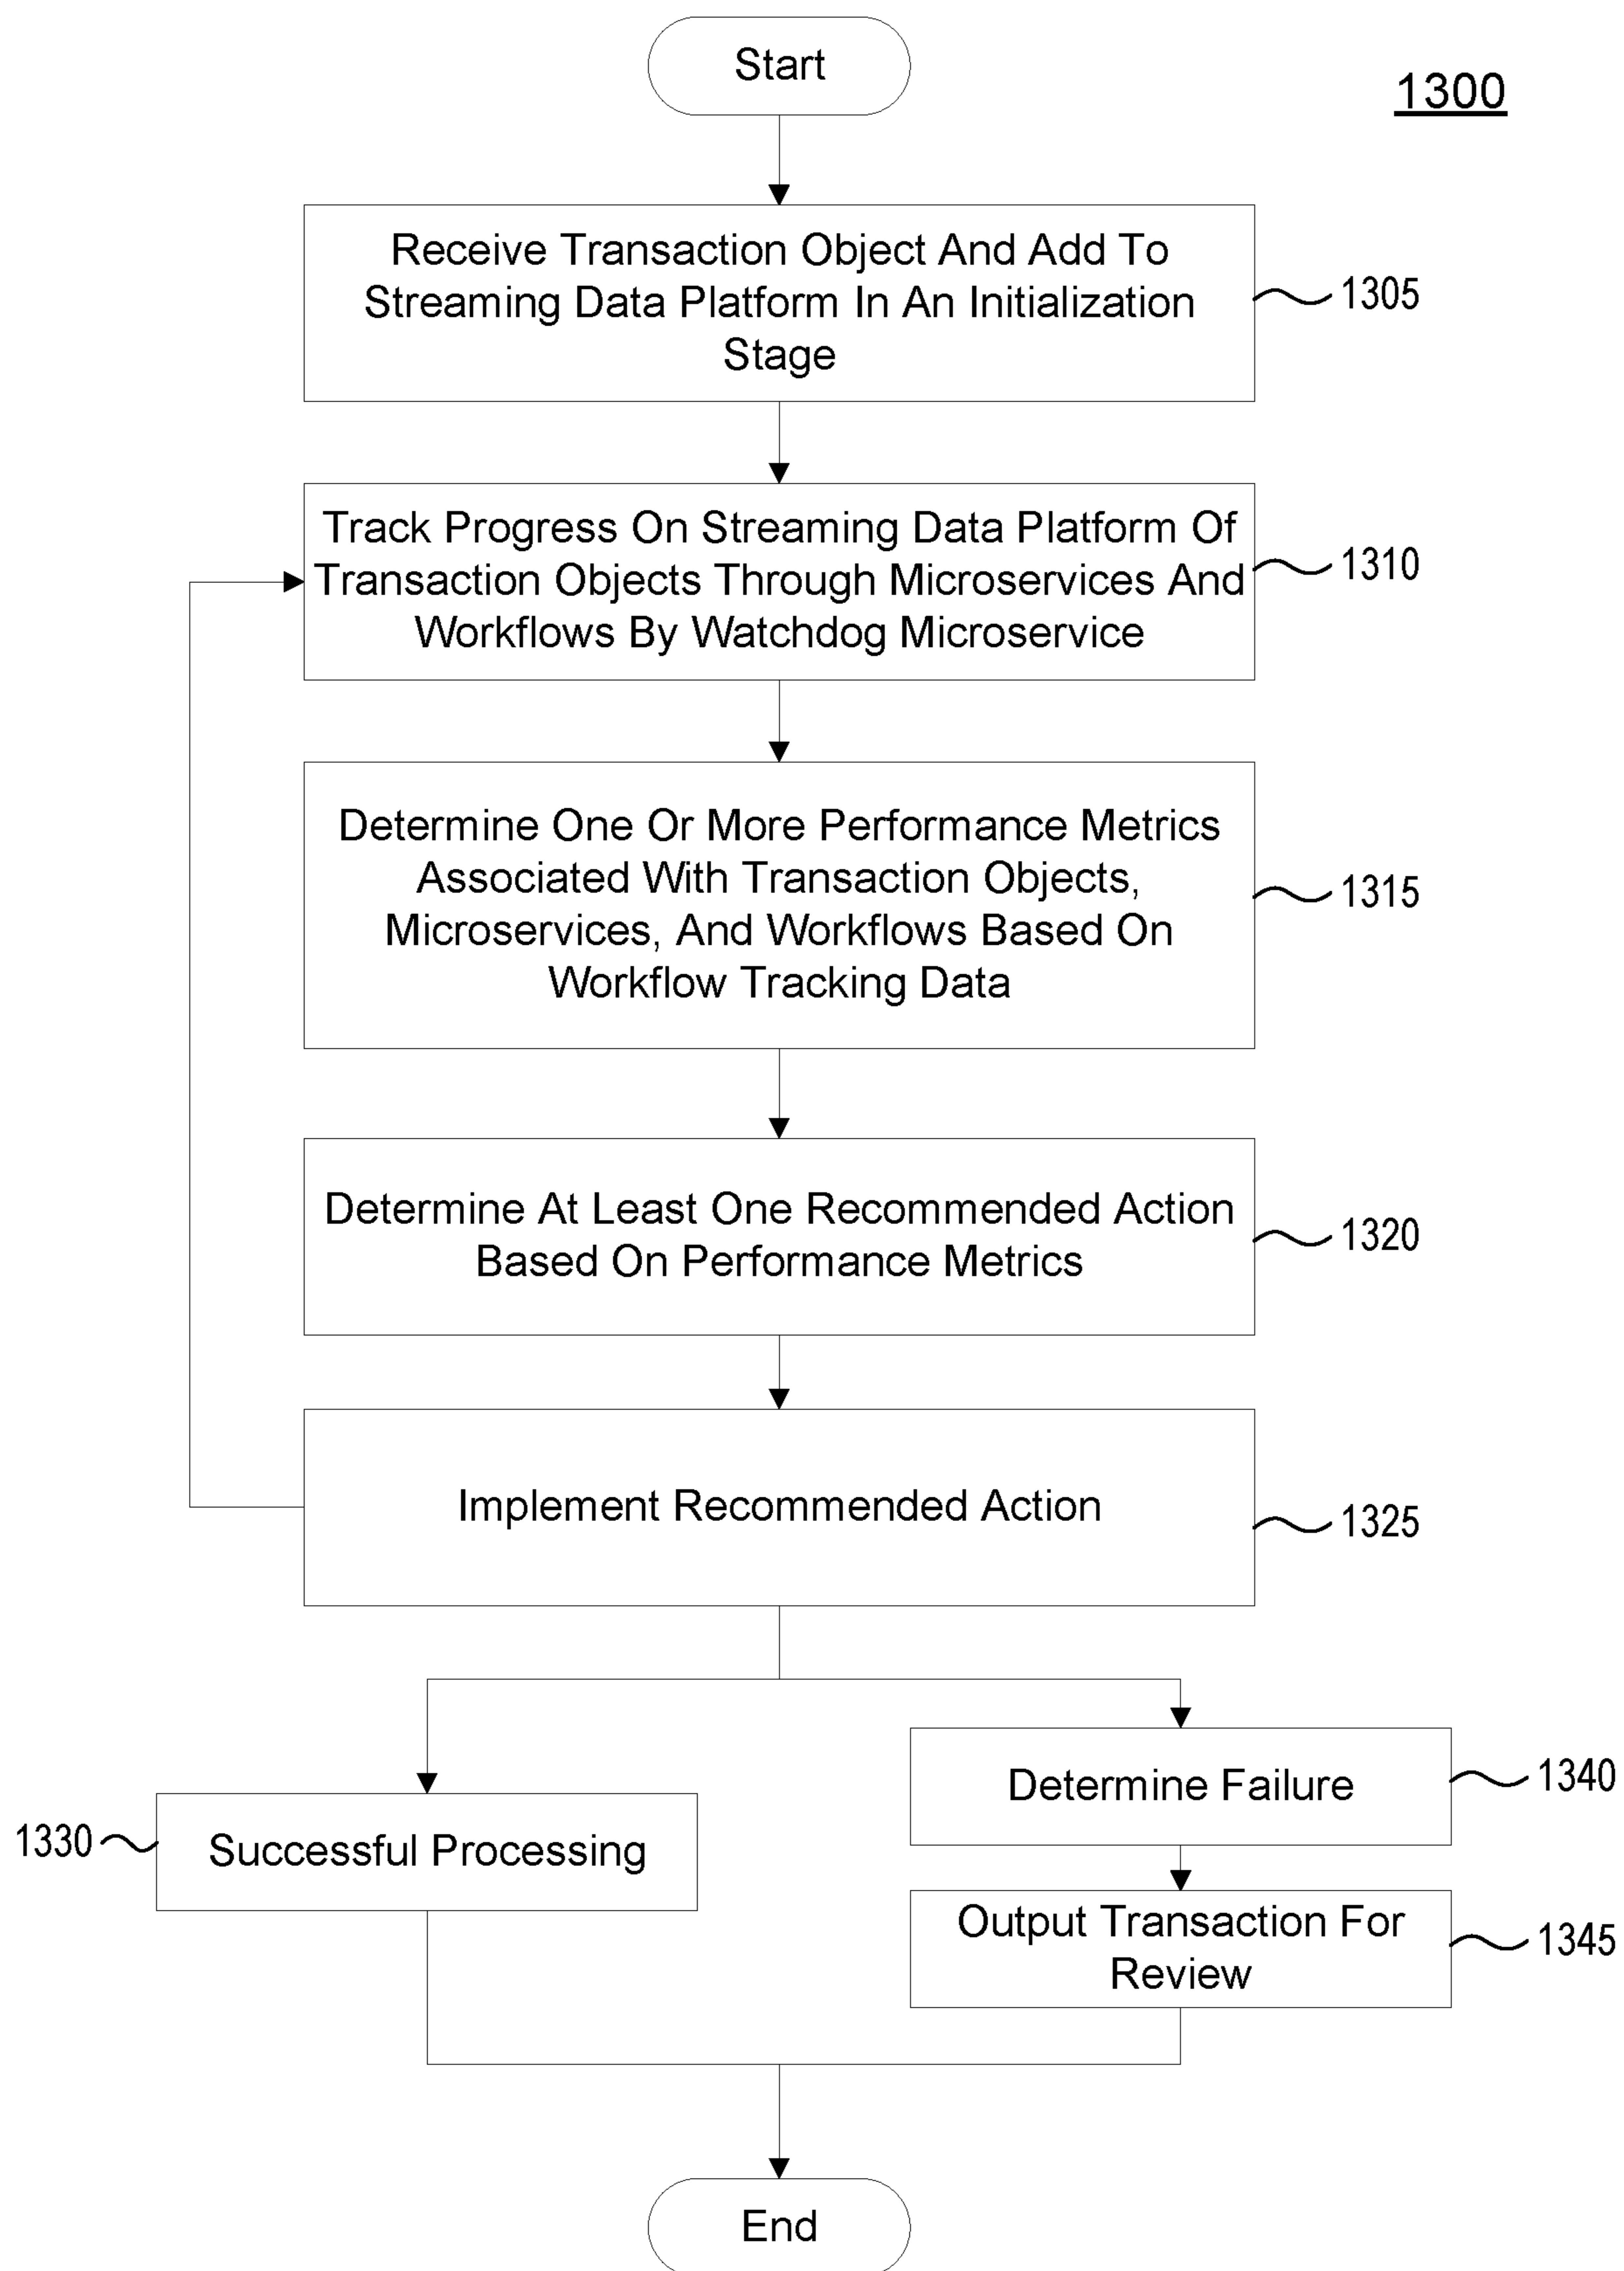 Start
1300
Receive Transaction Object And Add To
Streaming Data Platform In An Initialization
Stage
1305
Track Progress On Streaming Data Platform Of
Transaction Objects Through Microservices And
Workflows By Watchdog Microservice
1310
Determine One Or More Performance Metrics
Associated With Transaction Objects,
Microservices, And Workflows Based On
Workflow Tracking Data
1315
Determine At Least One Recommended Action
Based On Performance Metrics
1320
Implement Recommended Action
1325
Determine Failure
1340
1330
Successful Processing
Output Transaction For
Review
1345
End